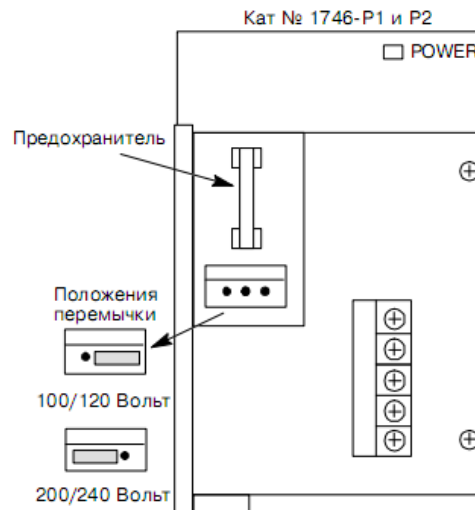 Кат № 1746-P1 и P2
POWER
Предохранитель
Положения
перемычки
100/120 Вольт
200/240 Вольт